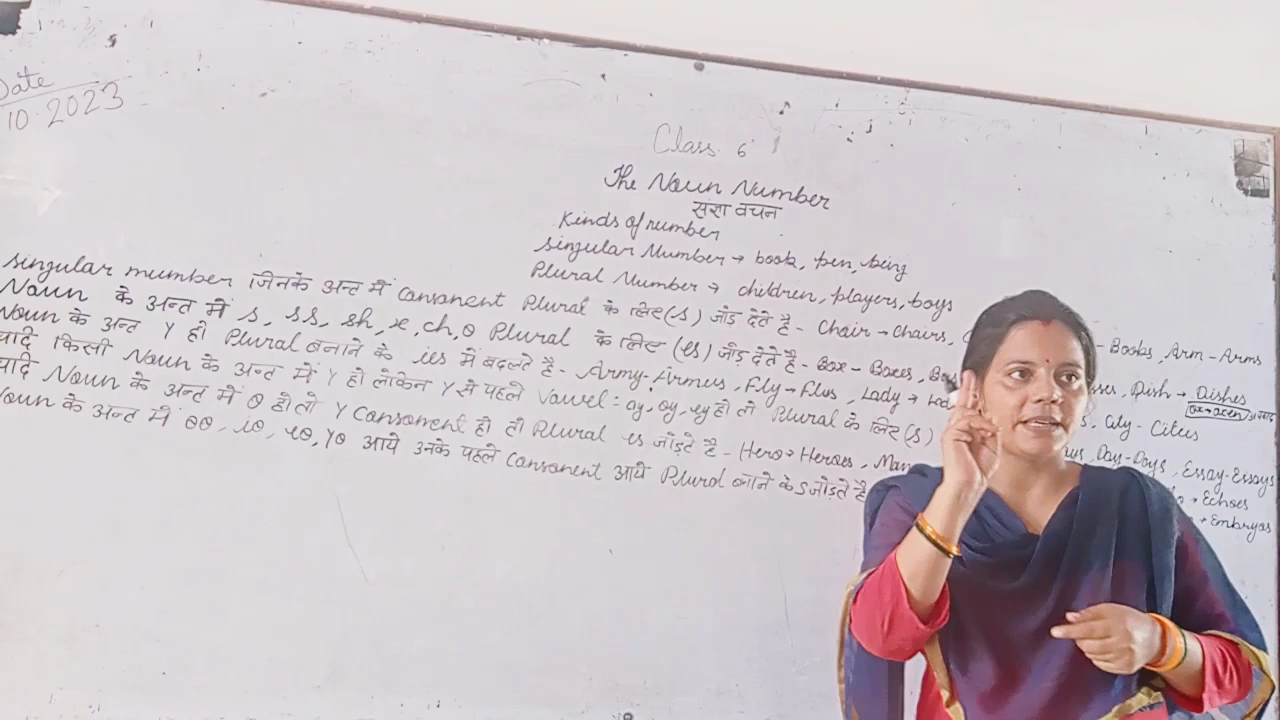 Date
10.2023
Class 6
The Noun Number
संज्ञा वचन
Kinds of number
Singular Number → book, pen, being
Plural Number → children, players, boys
singular mumber जिनके अन्त में Consonent Plural के लिए (s) जोड़ देते है - Chair → Chairs, - Books, Arm - Arms
Noun के अन्त में s, ss, sh, x, ch, o Plural के लिए (es) जोड़ देते है - Box - Boxes, Dish → Dishes
ox → oxen
Noun के अन्त Y हो Plural बनाने के ies में बदलते है - Army - Armies, Fly → Flies, Lady → City - Cities
यदि किसी Noun के अन्त में Y हो लेकिन Y से पहले Vowel = ay, oy, ey हो तो Plural के लिए (s) Day - Days, Essay - Essays
यदि Noun के अन्त में o हो तो Y Consonent हो तो Plural es जोड़ते है - Hero → Heroes, → Echoes
Noun के अन्त में oo, io, eo, yo आये उनके पहले Consonent आये Plural बनाने के s जोड़ते है → Embryos